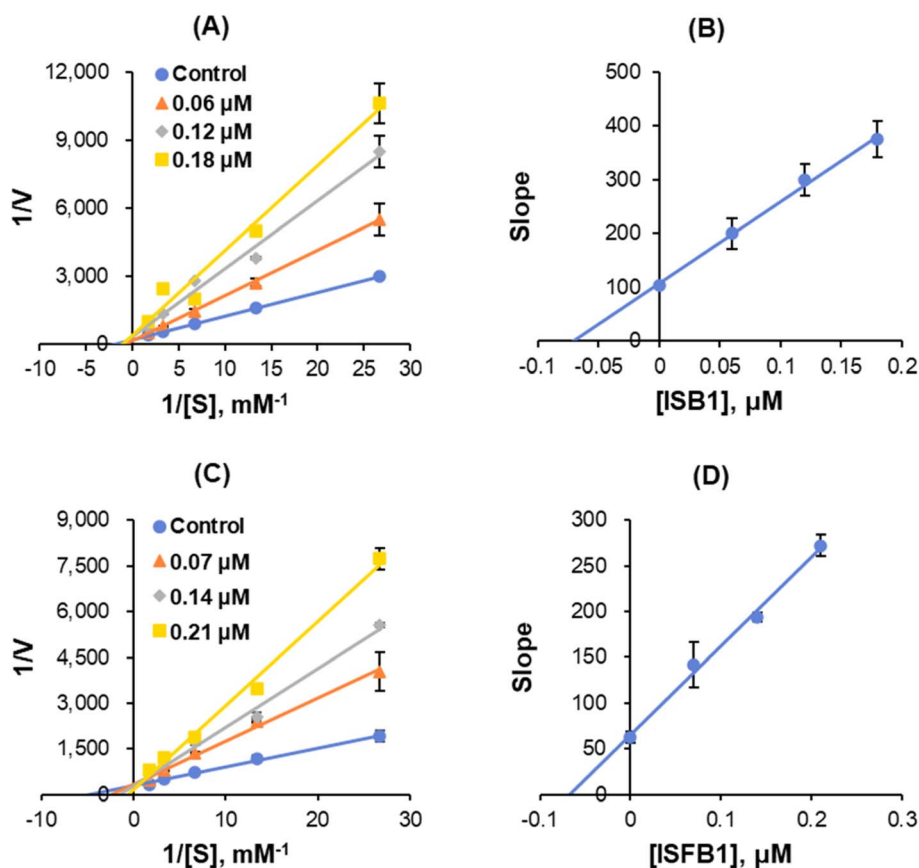 (A)
12,000
9,000
6,000
3,000
0
-10
-5
0
5
10
15
20
25
30
1/V
1/[S], mM⁻¹
Control
0.06 µM
0.12 µM
0.18 µM
(B)
500
400
300
200
100
0
-0.1
-0.05
0
0.05
0.1
0.15
0.2
Slope
[ISB1], µM
(C)
9,000
7,500
6,000
4,500
3,000
1,500
0
-10
0
10
20
30
1/V
1/[S], mM⁻¹
Control
0.07 µM
0.14 µM
0.21 µM
(D)
300
250
200
150
100
50
0
-0.1
0
0.1
0.2
0.3
Slope
[ISFB1], µM